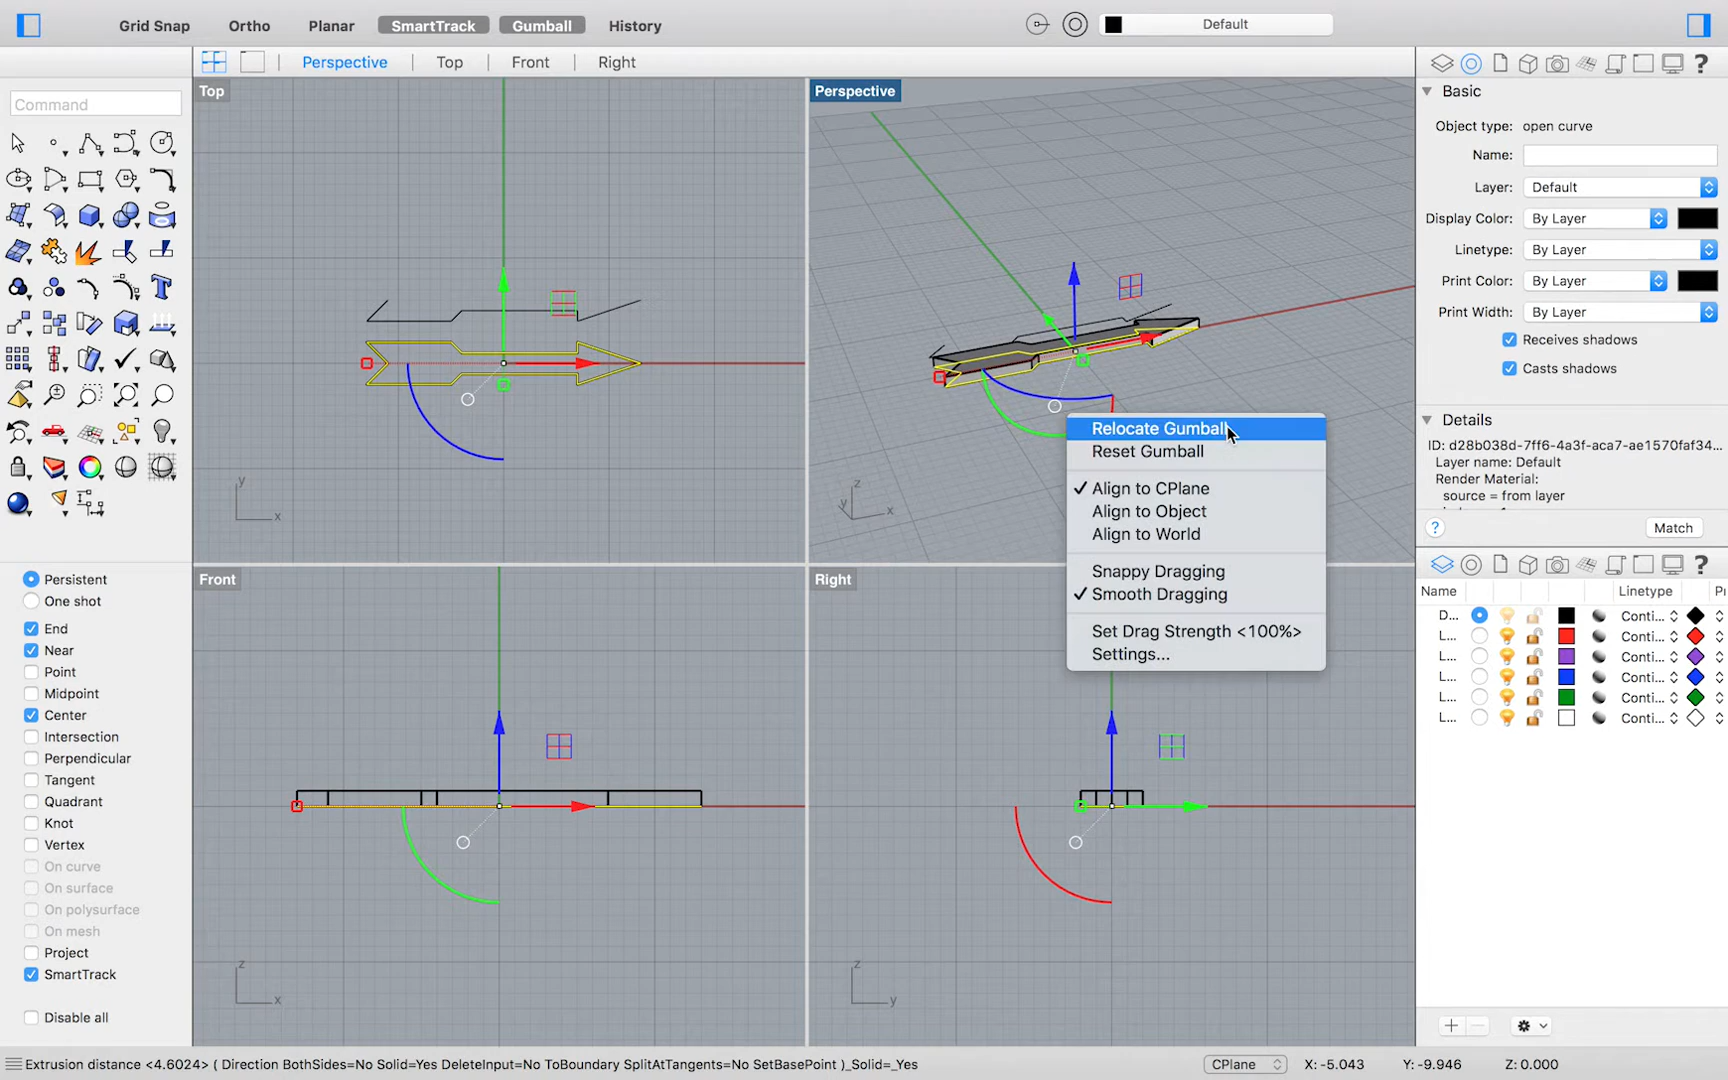 Grid Snap
Ortho
Planar
SmartTrack
Gumball
History
Default
Perspective
Top
Front
Right
Command
Top
Perspective
y
x
z
y
x
Relocate Gumball
Reset Gumball
✓ Align to CPlane
Align to Object
Align to World
Snappy Dragging
✓ Smooth Dragging
Set Drag Strength <100%>
Settings...
Front
Right
z
x
z
y
Persistent
One shot
End
Near
Point
Midpoint
Center
Intersection
Perpendicular
Tangent
Quadrant
Knot
Vertex
On curve
On surface
On polysurface
On mesh
Project
SmartTrack
Disable all
Basic
Object type: open curve
Name:
Layer: Default
Display Color: By Layer
Linetype: By Layer
Print Color: By Layer
Print Width: By Layer
Receives shadows
Casts shadows
Details
ID: d28b038d-7ff6-4a3f-aca7-ae1570faf34...
Layer name: Default
Render Material:
source = from layer
? Match
Name Linetype
D... Conti...
L... Conti...
L... Conti...
L... Conti...
L... Conti...
L... Conti...
Extrusion distance <4.6024> ( Direction BothSides=No Solid=Yes DeleteInput=No ToBoundary SplitAtTangents=No SetBasePoint )_Solid=_Yes
CPlane X: -5.043 Y: -9.946 Z: 0.000